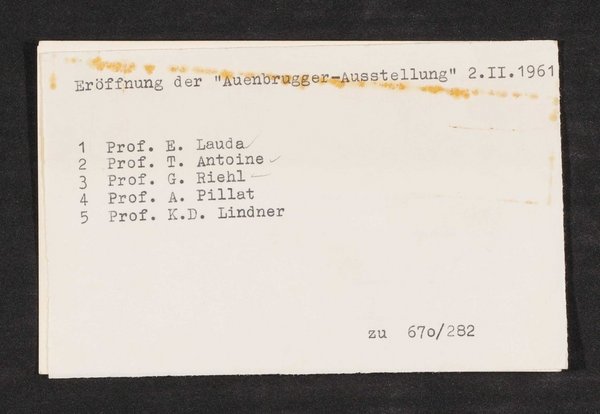 Eröffnung der "Auenbrugger-Ausstellung" 2.II.1961
1 Prof. E. Lauda
2 Prof. T. Antoine
3 Prof. G. Riehl
4 Prof. A. Pillat
5 Prof. K.D. Lindner
zu 67o/282